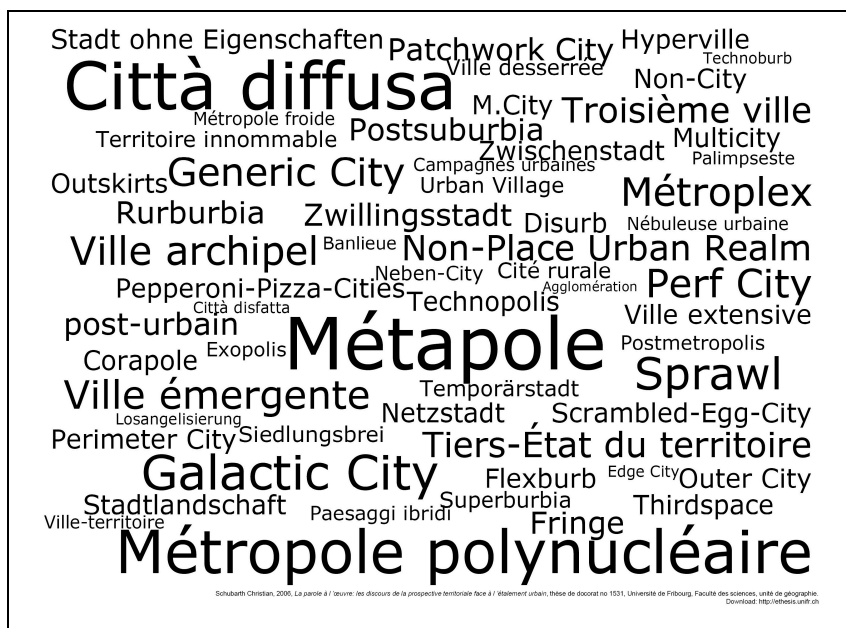 Stadt ohne Eigenschaften
Patchwork City
Hyperville
Technoburb
Ville desserrée
Città diffusa
Non-City
M.City
Troisième ville
Métropole froide
Postsuburbia
Territoire innommable
Multicity
Zwischenstadt
Palimpseste
Campagnes urbaines
Generic City
Outskirts
Urban Village
Métroplex
Rurburbia
Zwillingsstadt
Disurb
Nébuleuse urbaine
Ville archipel
Banlieue
Non-Place Urban Realm
Neben-City
Cité rurale
Pepperoni-Pizza-Cities
Agglomération
Perf City
Technopolis
Città disfatta
post-urbain
Ville extensive
Métapole
Postmetropolis
Corapole
Exopolis
Sprawl
Ville émergente
Temporärstadt
Netzstadt
Scrambled-Egg-City
Losangelisierung
Perimeter City
Siedlungsbrei
Tiers-État du territoire
Galactic City
Flexburb
Edge City
Outer City
Superburbia
Stadtlandschaft
Paesaggi ibridi
Thirdspace
Ville-territoire
Fringe
Métropole polynucléaire
Schubarth Christian, 2006, La parole à l 'œuvre: les discours de la prospective territoriale face à l 'étalement urbain, thèse de docorat no 1531, Université de Fribourg, Faculté des sciences, unité de géographie.
Download: http://ethesis.unifr.ch